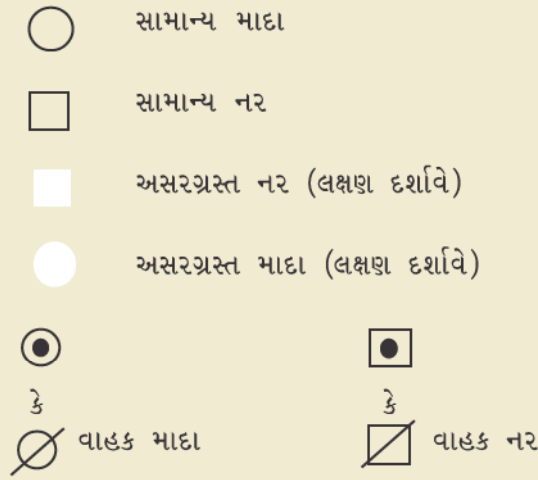 સામાન્ય માદા
સામાન્ય નર
અસરગ્રસ્ત નર (લક્ષણ દર્શાવે)
અસરગ્રસ્ત માદા (લક્ષણ દર્શાવે)
કે કે
વાહક માદા વાહક નર